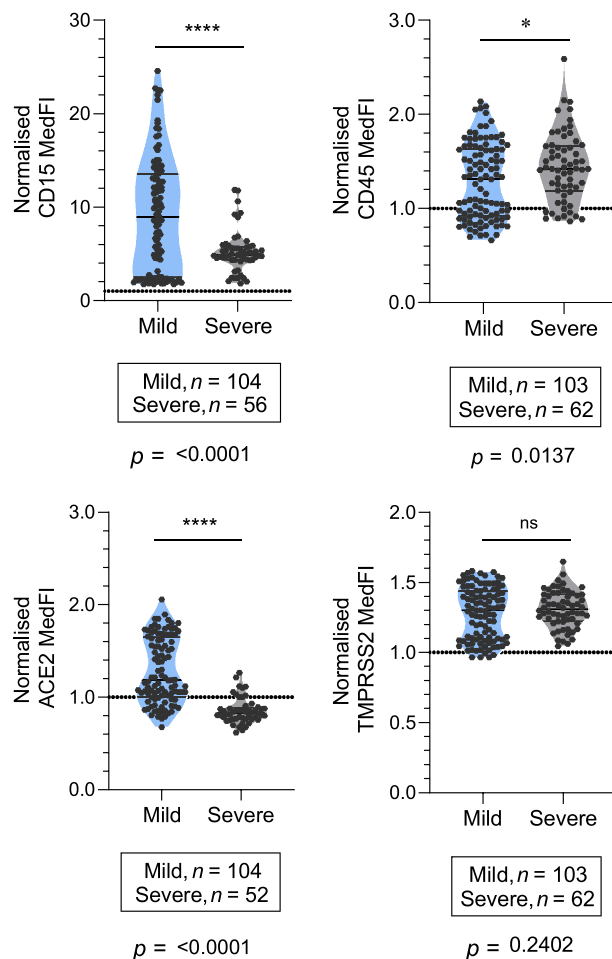 Normalised
CD15 MedFI
30
20
10
0
****
Mild Severe
Mild, n = 104
Severe, n = 56
p = <0.0001
Normalised
CD45 MedFI
3.0
2.0
1.0
0.0
*
Mild Severe
Mild, n = 103
Severe, n = 62
p = 0.0137
Normalised
ACE2 MedFI
3.0
2.0
1.0
0.0
****
Mild Severe
Mild, n = 104
Severe, n = 52
p = <0.0001
Normalised
TMPRSS2 MedFI
2.0
1.5
1.0
0.5
0.0
ns
Mild Severe
Mild, n = 103
Severe, n = 62
p = 0.2402